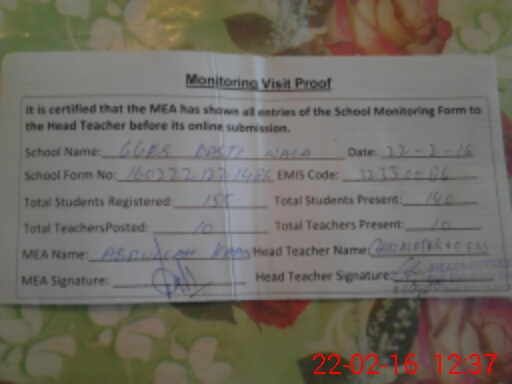 Monitoring Visit Proof
It is certified that the MEA has shown all entries of the School Monitoring Form to
the Head Teacher before its online submission.
School Name: GGES BASTI Date: 22-2-16
School Form No: EMIS Code:
Total Students Registered: 155 Total Students Present: 140
Total TeachersPosted: 10 Total Teachers Present: 10
MEA Name: ABDULLAH KHAN Head Teacher Name:
MEA Signature: Head Teacher Signature:
22-02-16 12:37